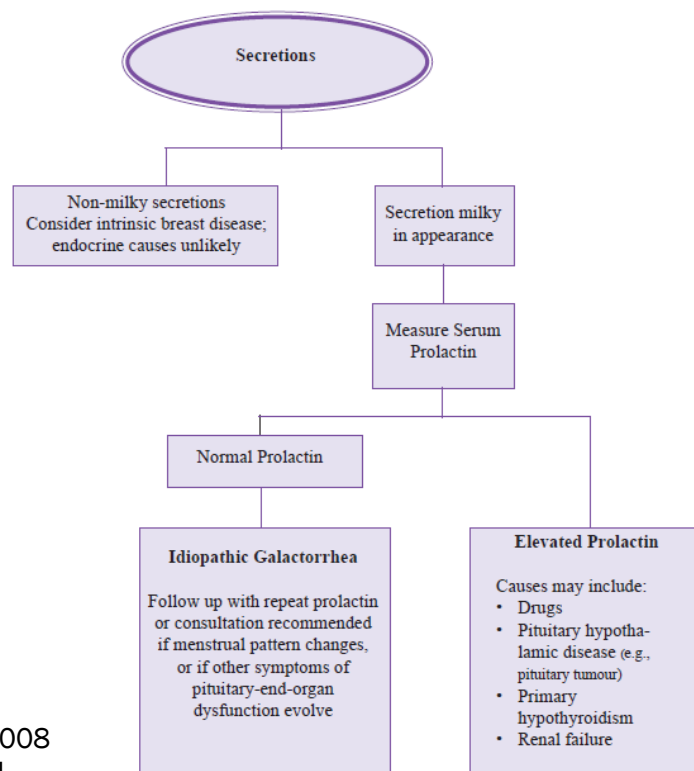 Secretions
Non-milky secretions
Consider intrinsic breast disease;
endocrine causes unlikely
Secretion milky
in appearance
Measure Serum
Prolactin
Normal Prolactin
Idiopathic Galactorrhea
Follow up with repeat prolactin
or consultation recommended
if menstrual pattern changes,
or if other symptoms of
pituitary-end-organ
dysfunction evolve
Elevated Prolactin
Causes may include:
• Drugs
• Pituitary hypotha-
lamic disease (e.g.,
pituitary tumour)
• Primary
hypothyroidism
• Renal failure
008